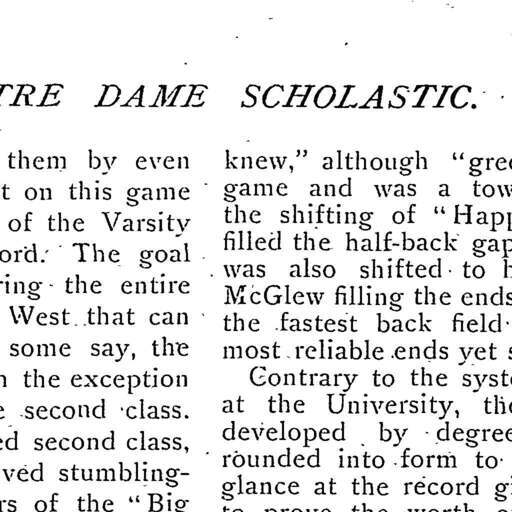 TRE DAME SCHOLASTIC.
them by even
t on this game
of the Varsity
ord. The goal
ring the entire
West that can
some say, the
n the exception
e second class.
ed second class,
ved stumbling-
rs of the "Big
knew," although "gree
game and was a tow
the shifting of "Happ
filled the half-back gap
was also shifted to h
McGlew filling the ends
the fastest back field
most reliable ends yet s
Contrary to the syste
at the University, the
developed by degree
rounded into form to
glance at the record gi
to prove the worth o